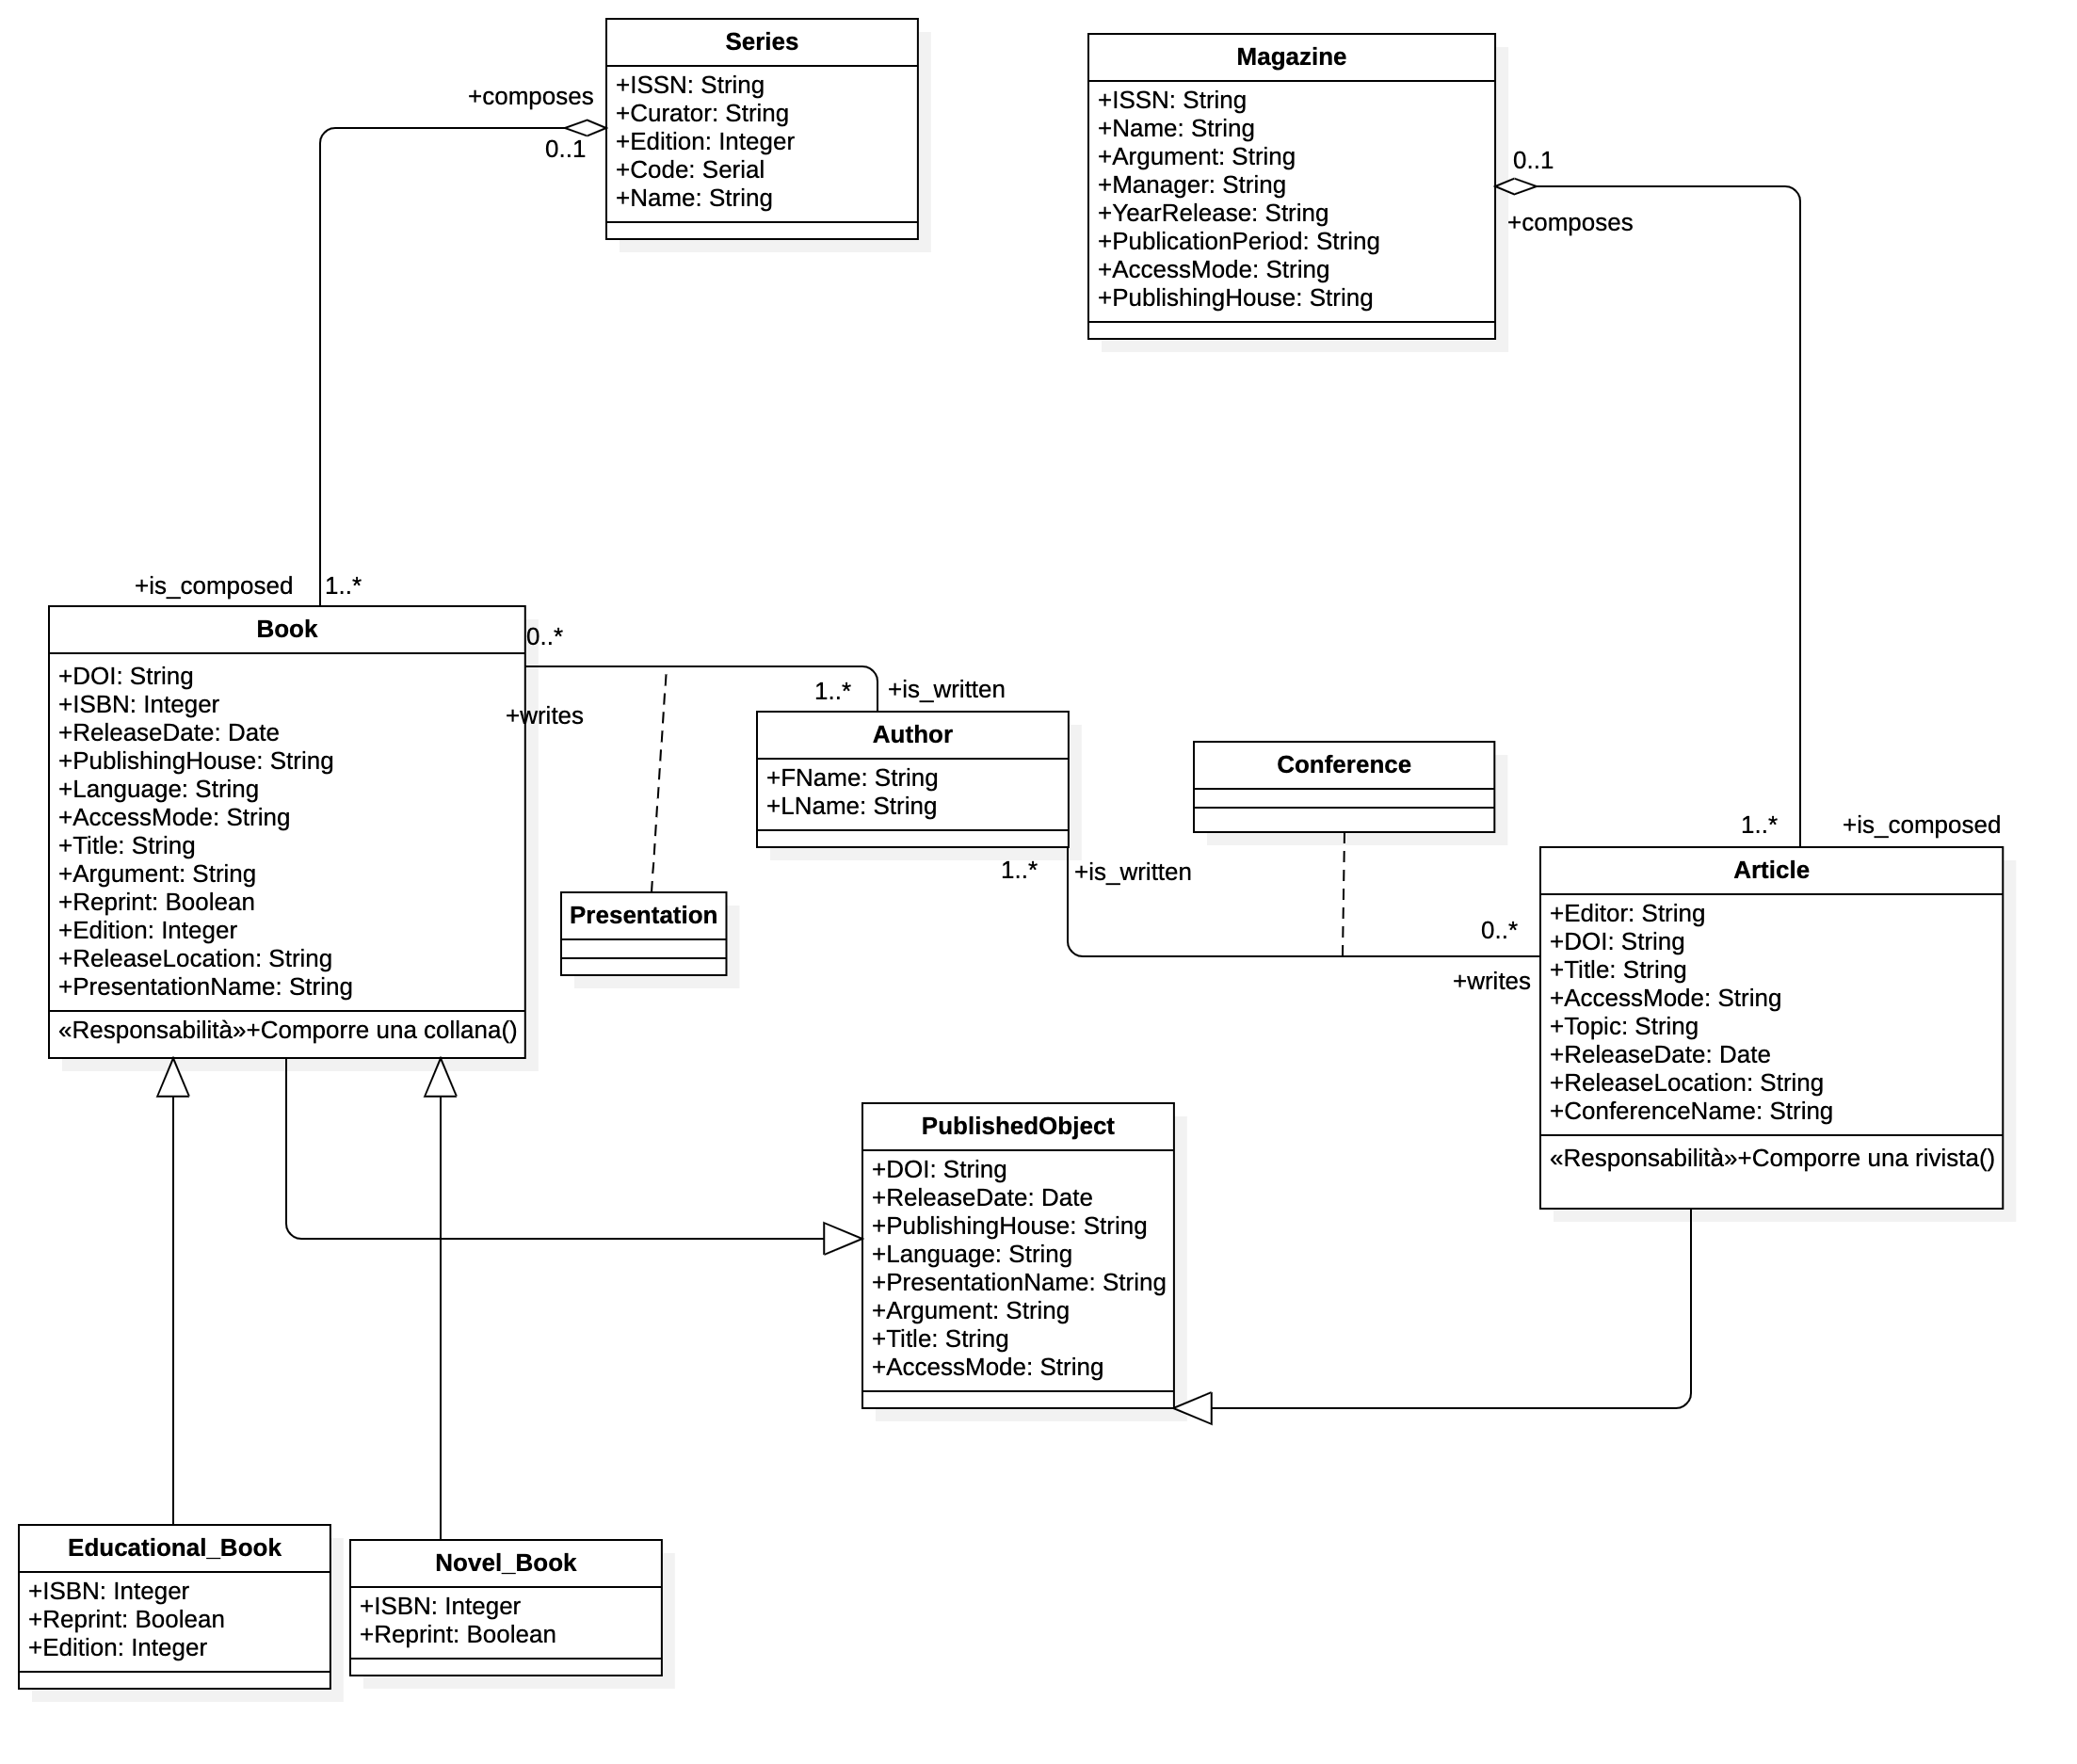 Series
+ISSN: String
+Curator: String
+Edition: Integer
+Code: Serial
+Name: String
+composes
0..1
Magazine
+ISSN: String
+Name: String
+Argument: String
+Manager: String
+YearRelease: String
+PublicationPeriod: String
+AccessMode: String
+PublishingHouse: String
0..1
+composes
+is_composed
1..*
Book
+DOI: String
+ISBN: Integer
+ReleaseDate: Date
+PublishingHouse: String
+Language: String
+AccessMode: String
+Title: String
+Argument: String
+Reprint: Boolean
+Edition: Integer
+ReleaseLocation: String
+PresentationName: String
«Responsabilità»+Comporre una collana()
0..*
+writes
1..*
+is_written
Author
+FName: String
+LName: String
Presentation
1..*
+is_written
Conference
0..*
+writes
1..*
+is_composed
Article
+Editor: String
+DOI: String
+Title: String
+AccessMode: String
+Topic: String
+ReleaseDate: Date
+ReleaseLocation: String
+ConferenceName: String
«Responsabilità»+Comporre una rivista()
PublishedObject
+DOI: String
+ReleaseDate: Date
+PublishingHouse: String
+Language: String
+PresentationName: String
+Argument: String
+Title: String
+AccessMode: String
Educational_Book
+ISBN: Integer
+Reprint: Boolean
+Edition: Integer
Novel_Book
+ISBN: Integer
+Reprint: Boolean